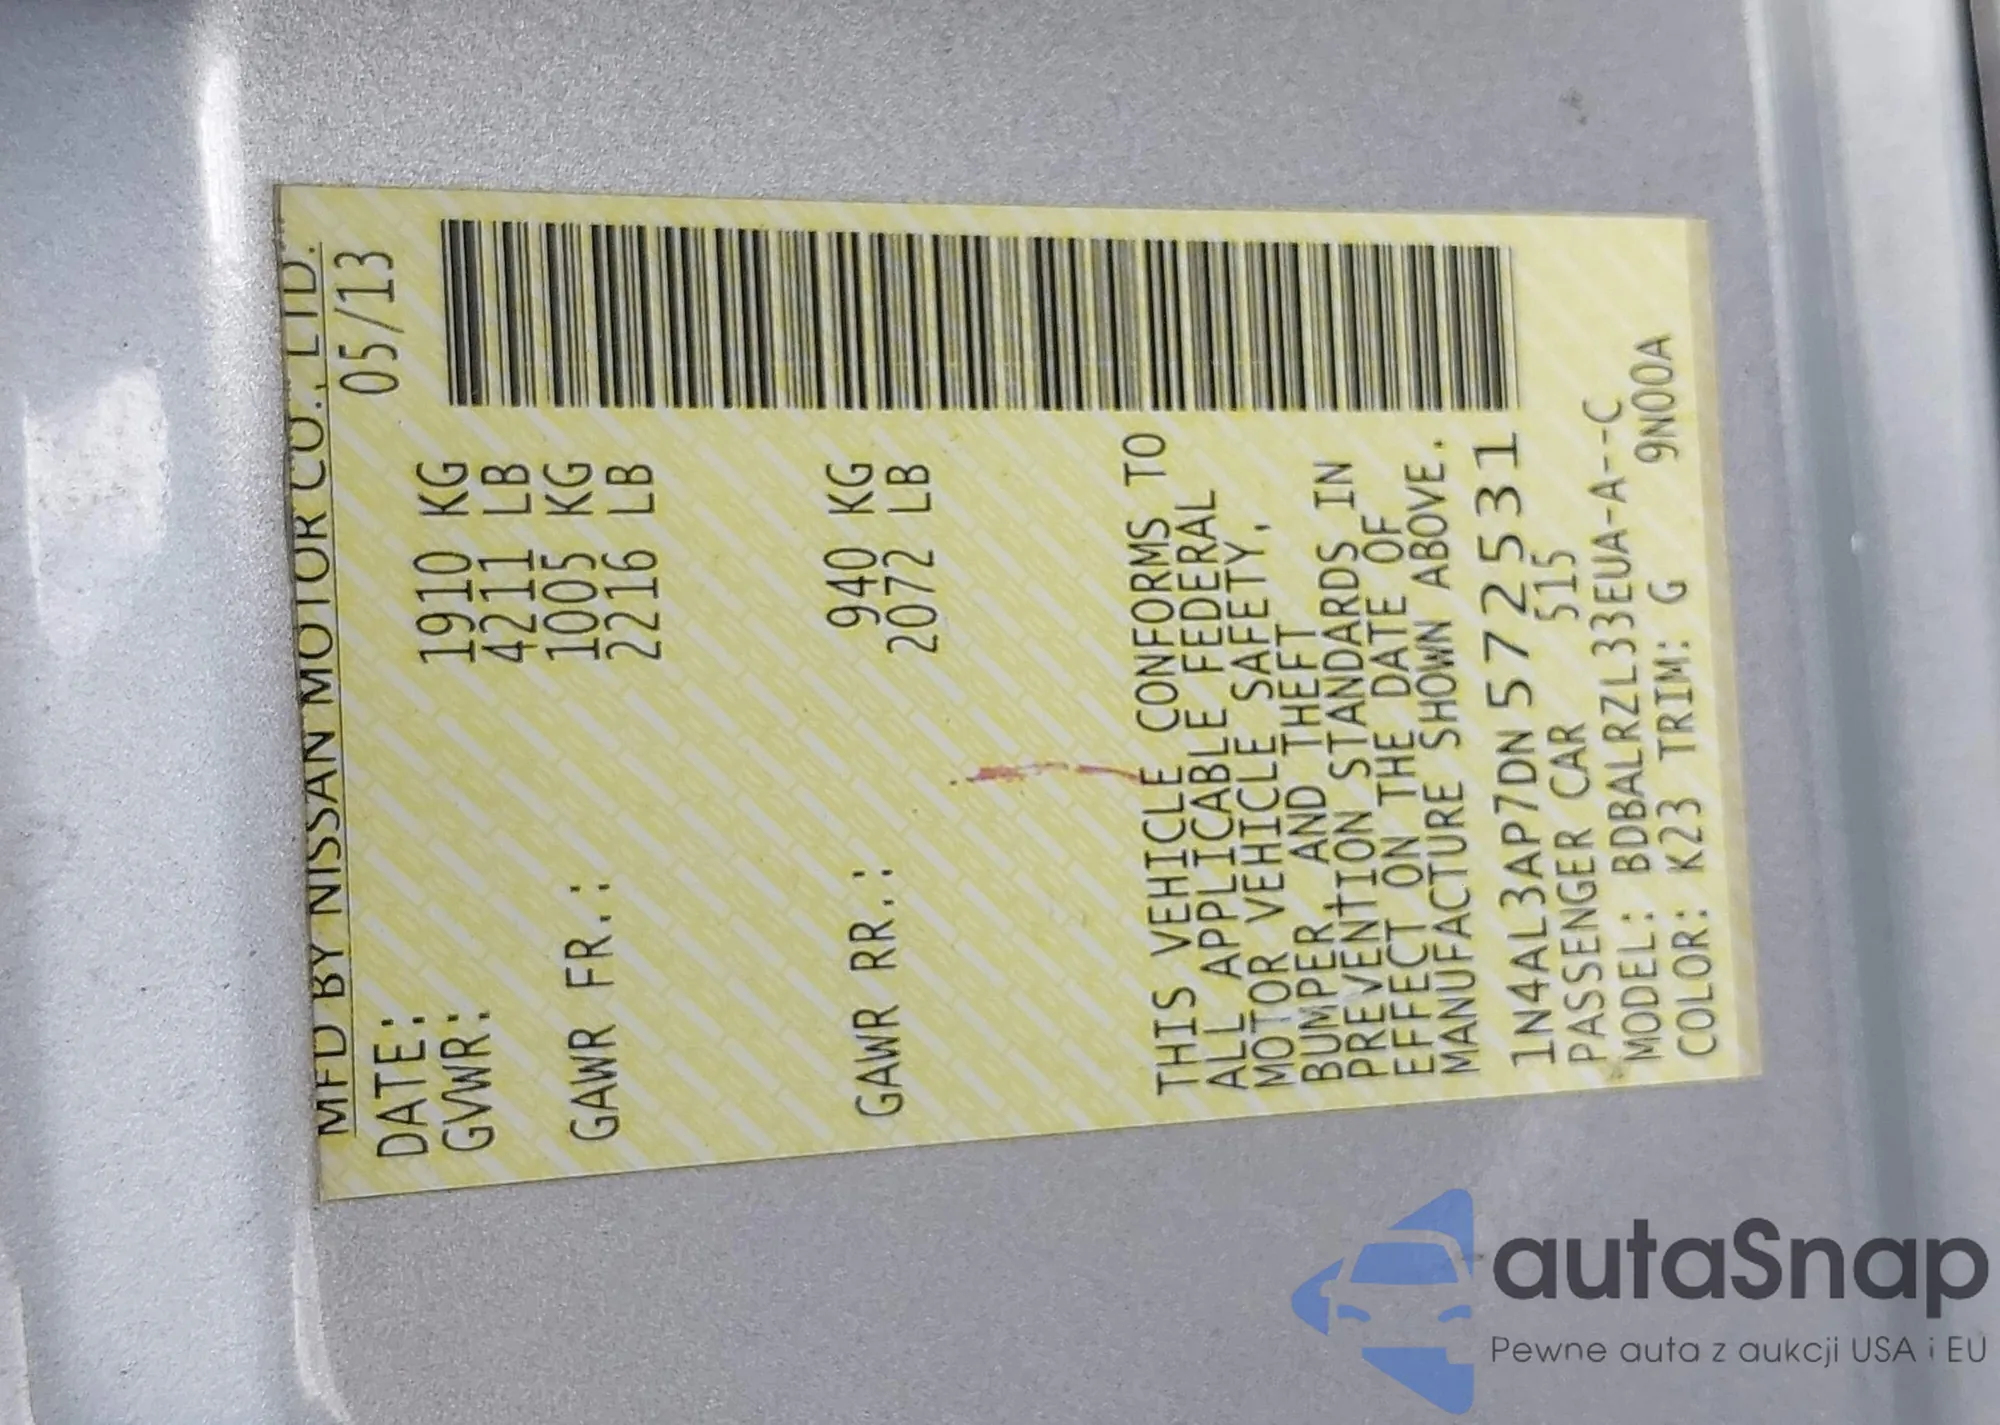 MFD BY NISSAN MOTOR CO., LTD.
DATE: 05/13
GVWR: 1910 KG
4211 LB
GAWR FR.: 1005 KG
2216 LB
GAWR RR.: 940 KG
2072 LB
THIS VEHICLE CONFORMS TO
ALL APPLICABLE FEDERAL
MOTOR VEHICLE SAFETY,
BUMPER AND THEFT
PREVENTION STANDARDS IN
EFFECT ON THE DATE OF
MANUFACTURE SHOWN ABOVE.
1N4AL3AP7DN572531
PASSENGER CAR 515
MODEL: BDBALRZL33EUA-A--C
COLOR: K23 TRIM: G 9N00A
autaSnap
Pewne auta z aukcji USA i EU